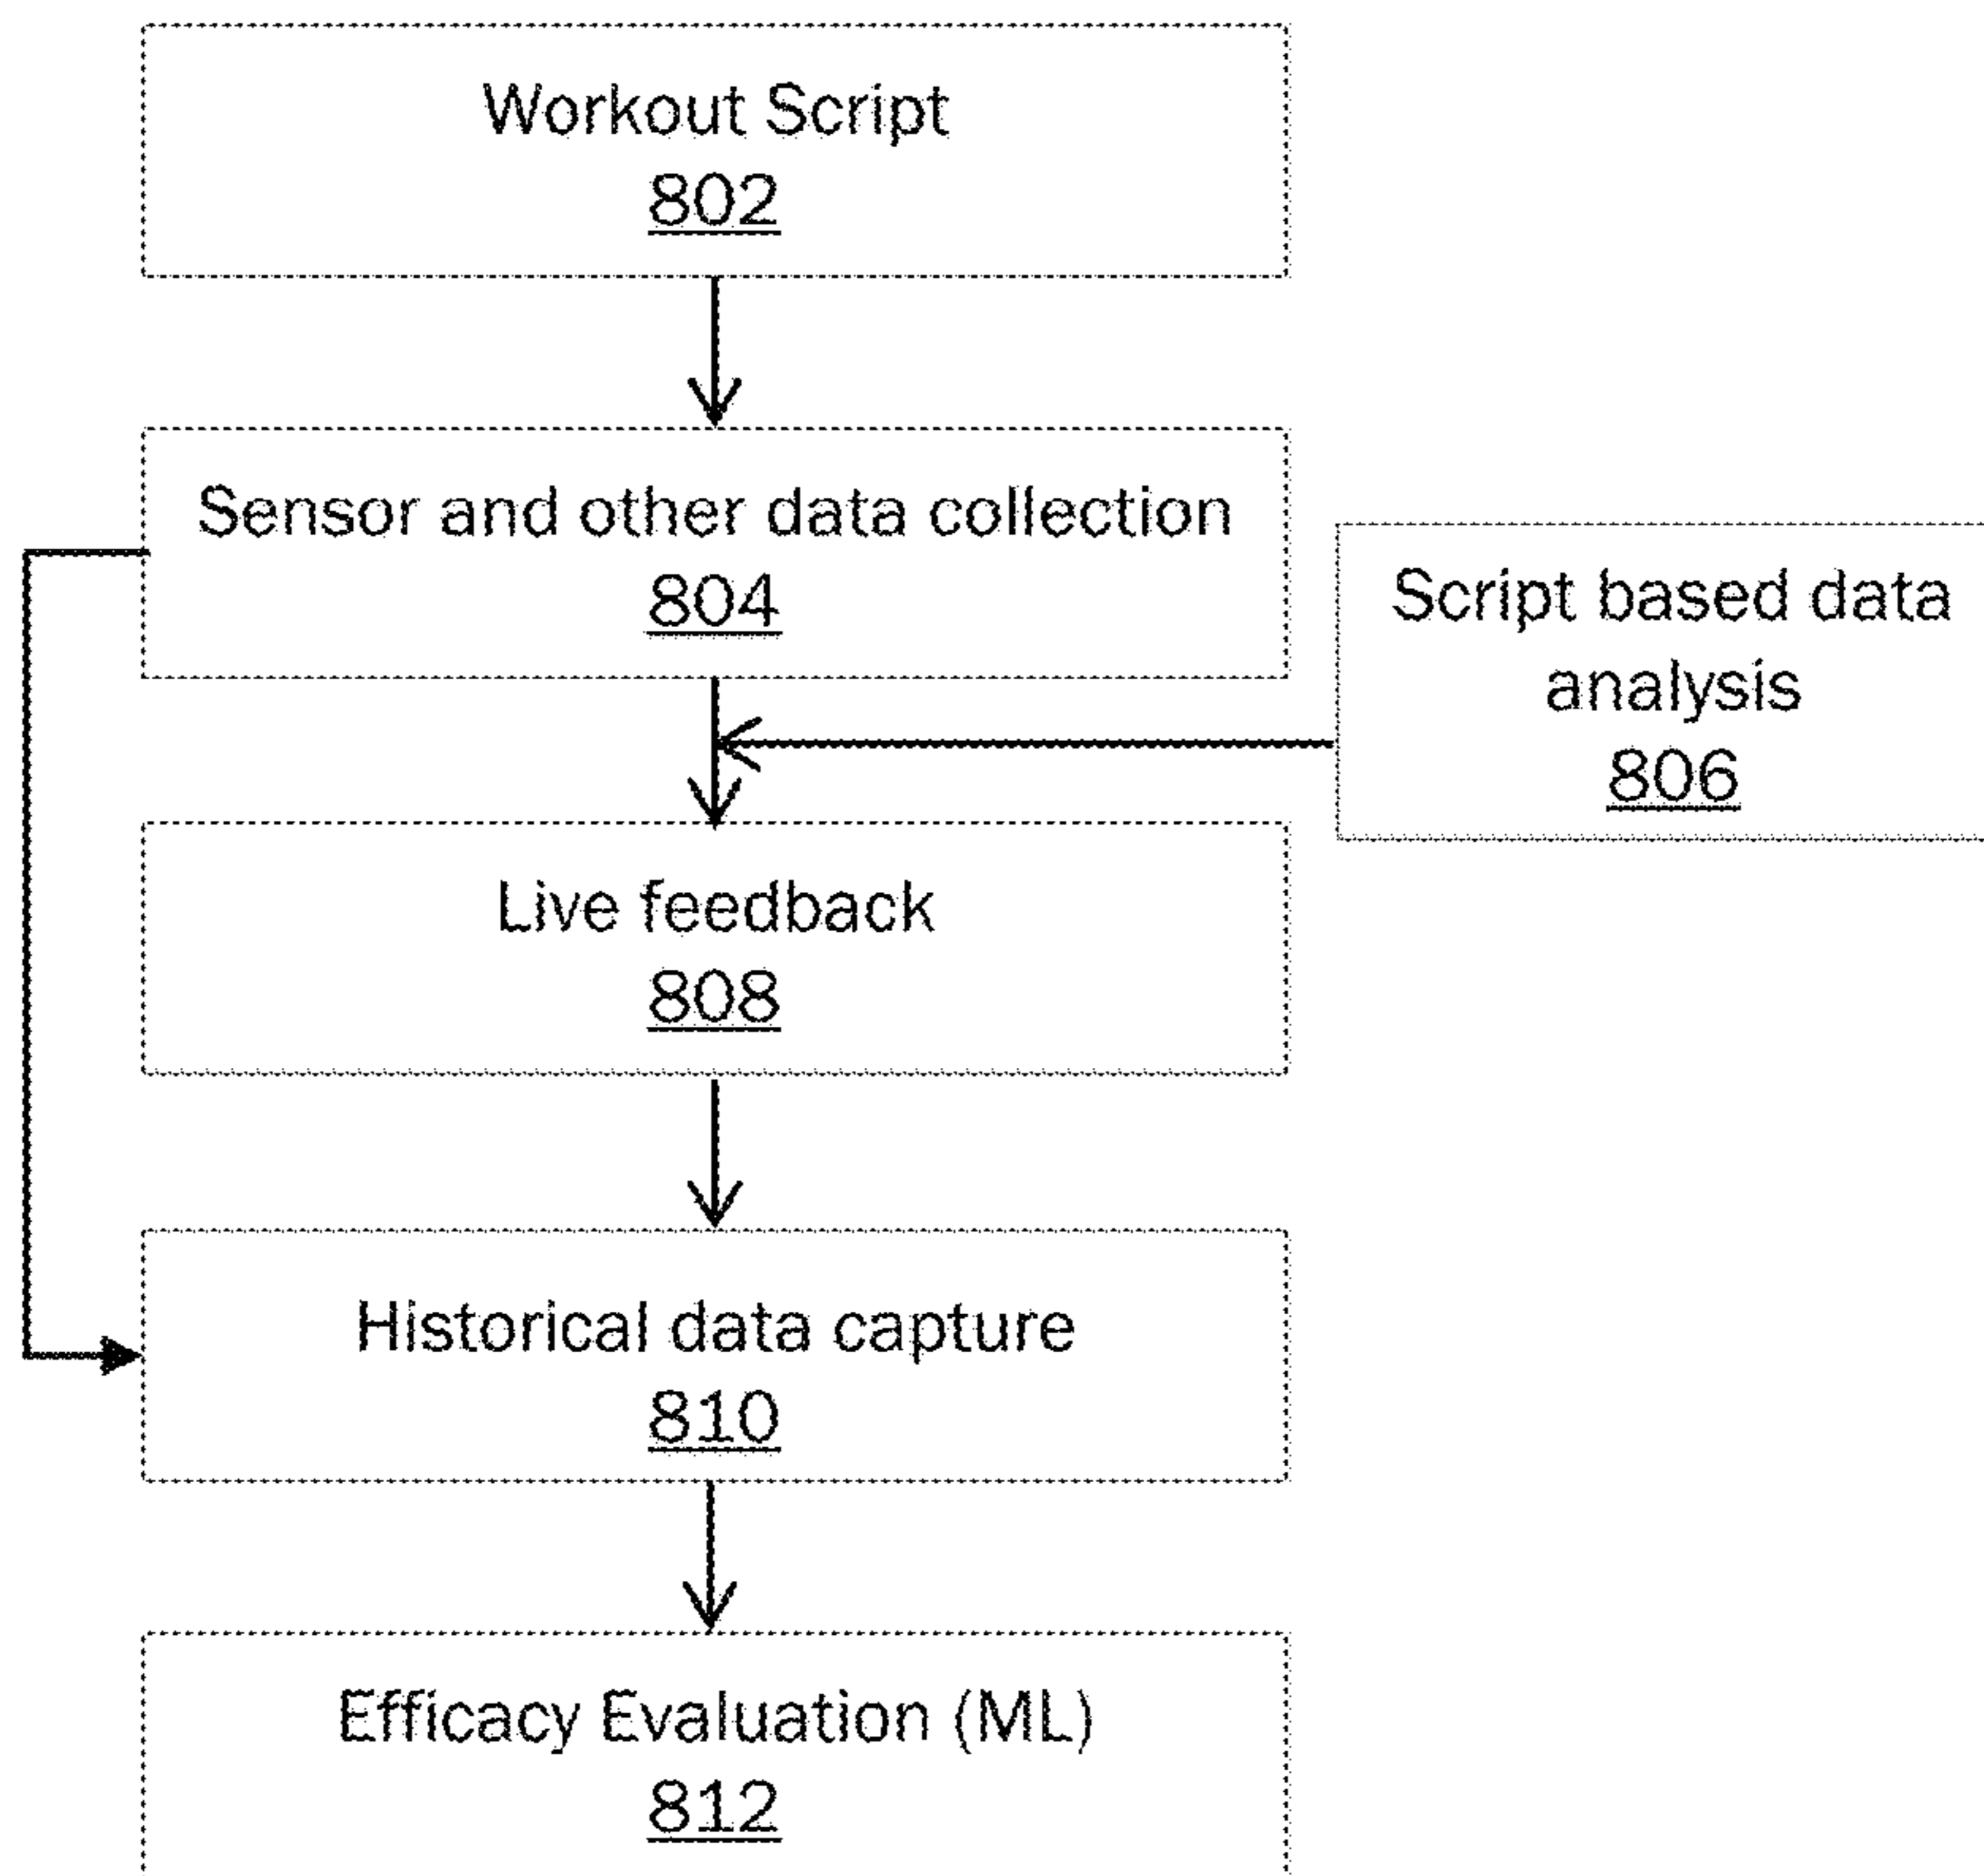 Workout Script
802
Sensor and other data collection
804
Script based data
analysis
806
Live feedback
808
Historical data capture
810
Efficacy Evaluation (ML)
812